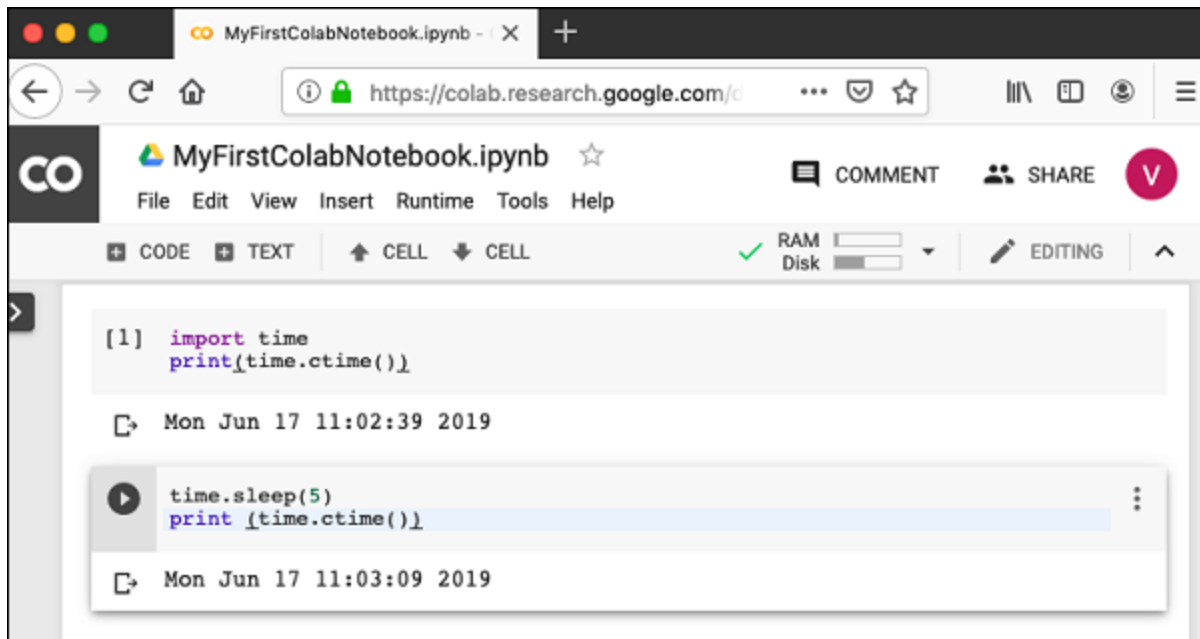 CO MyFirstColabNotebook.ipynb - 
https://colab.research.google.com/d
CO
MyFirstColabNotebook.ipynb
COMMENT SHARE V
File Edit View Insert Runtime Tools Help
CODE TEXT CELL CELL
RAM
Disk
EDITING
[1] import time
print(time.ctime())
Mon Jun 17 11:02:39 2019
time.sleep(5)
print (time.ctime())
Mon Jun 17 11:03:09 2019